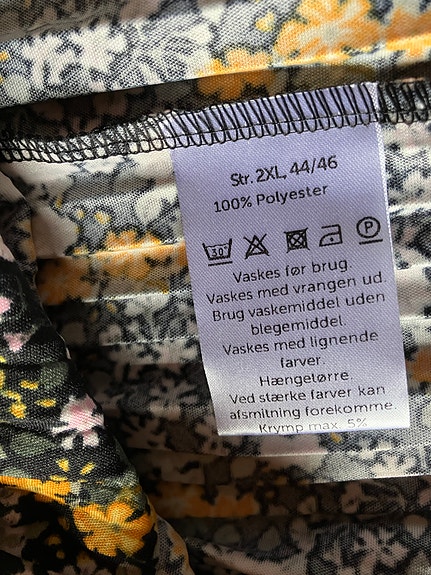 Str. 2XL, 44/46
100% Polyester
30° P
Vaskes før brug
Vaskes med vrangen ud.
Brug vaskemiddel uden
blegemiddel.
Vaskes med lignende
farver.
Hængetørre.
Ved stærke farver kan
afsmitning forekomme.
Krymp max. 5%